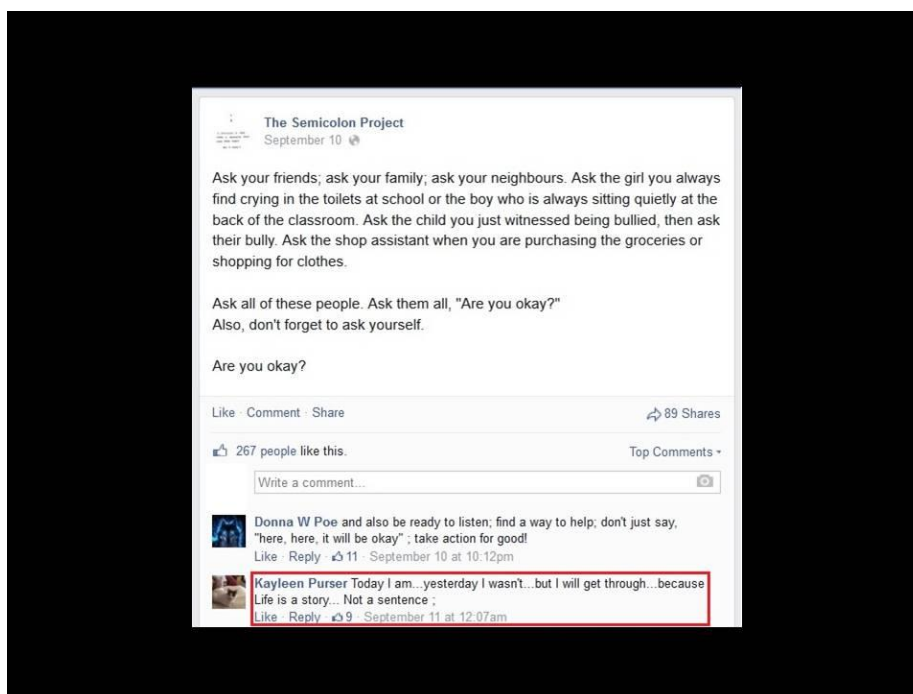 The Semicolon Project
September 10
Ask your friends; ask your family; ask your neighbours. Ask the girl you always
find crying in the toilets at school or the boy who is always sitting quietly at the
back of the classroom. Ask the child you just witnessed being bullied, then ask
their bully. Ask the shop assistant when you are purchasing the groceries or
shopping for clothes.
Ask all of these people. Ask them all, "Are you okay?"
Also, don't forget to ask yourself.
Are you okay?
Like · Comment · Share
89 Shares
267 people like this.
Top Comments
Write a comment...
Donna W Poe and also be ready to listen; find a way to help; don't just say,
"here, here, it will be okay" ; take action for good!
Like · Reply · 11 · September 10 at 10:12pm
Kayleen Purser Today I am...yesterday I wasn't...but I will get through...because
Life is a story... Not a sentence ;
Like · Reply · 9 · September 11 at 12:07am